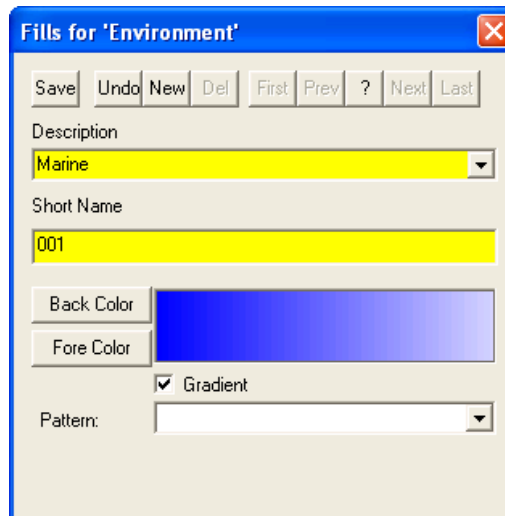 Fills for 'Environment'
Save Undo New Del First Prev ? Next Last
Description
Marine
Short Name
001
Back Color
Fore Color
Gradient
Pattern: